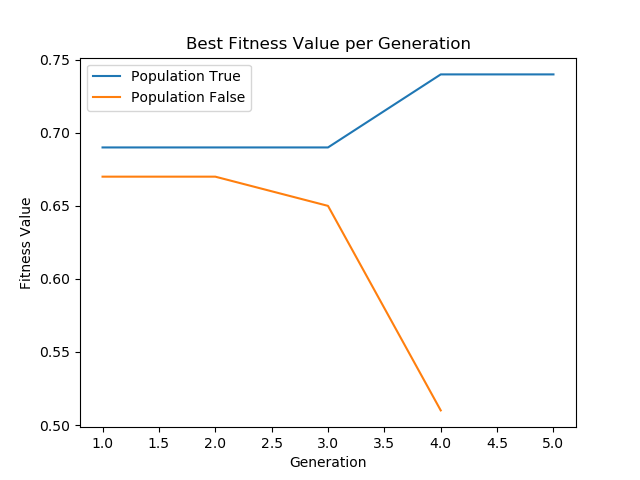 Best Fitness Value per Generation
Population True
Population False
Fitness Value
0.75
0.70
0.65
0.60
0.55
0.50
1.0 1.5 2.0 2.5 3.0 3.5 4.0 4.5 5.0
Generation